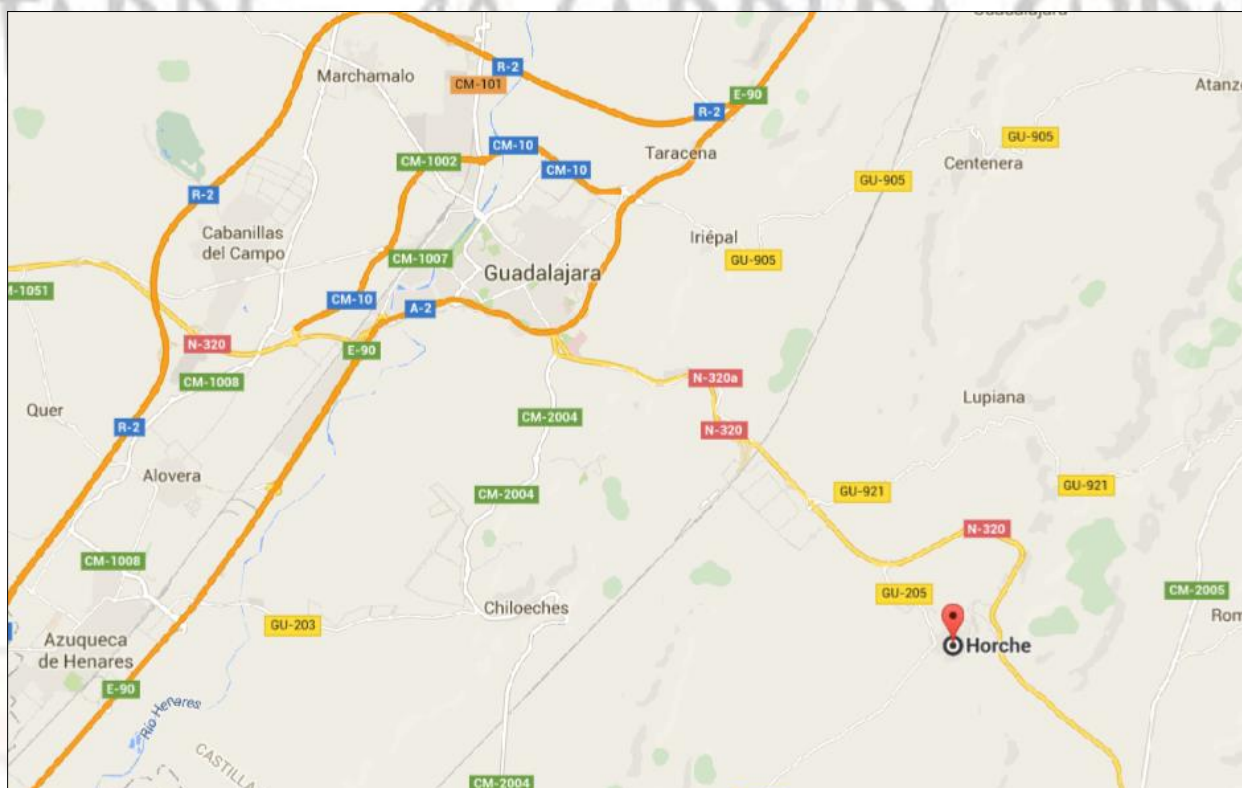 Marchamalo
R-2
CM-101
E-90
R-2
Atanz
CM-10
Taracena
GU-905
CM-1002
CM-10
Centenera
GU-905
R-2
Cabanillas
del Campo
Iriépal
CM-1007
GU-905
Guadalajara
-1051
CM-10
A-2
N-320
E-90
CM-1008
N-320a
Quer
Lupiana
CM-2004
R-2
N-320
Alovera
GU-921
GU-921
CM-2004
N-320
CM-1008
CM-2005
GU-205
Chiloeches
Rom
GU-203
Azuqueca
de Henares
Horche
E-90
Río Henares
CASTILLA
CM-2004